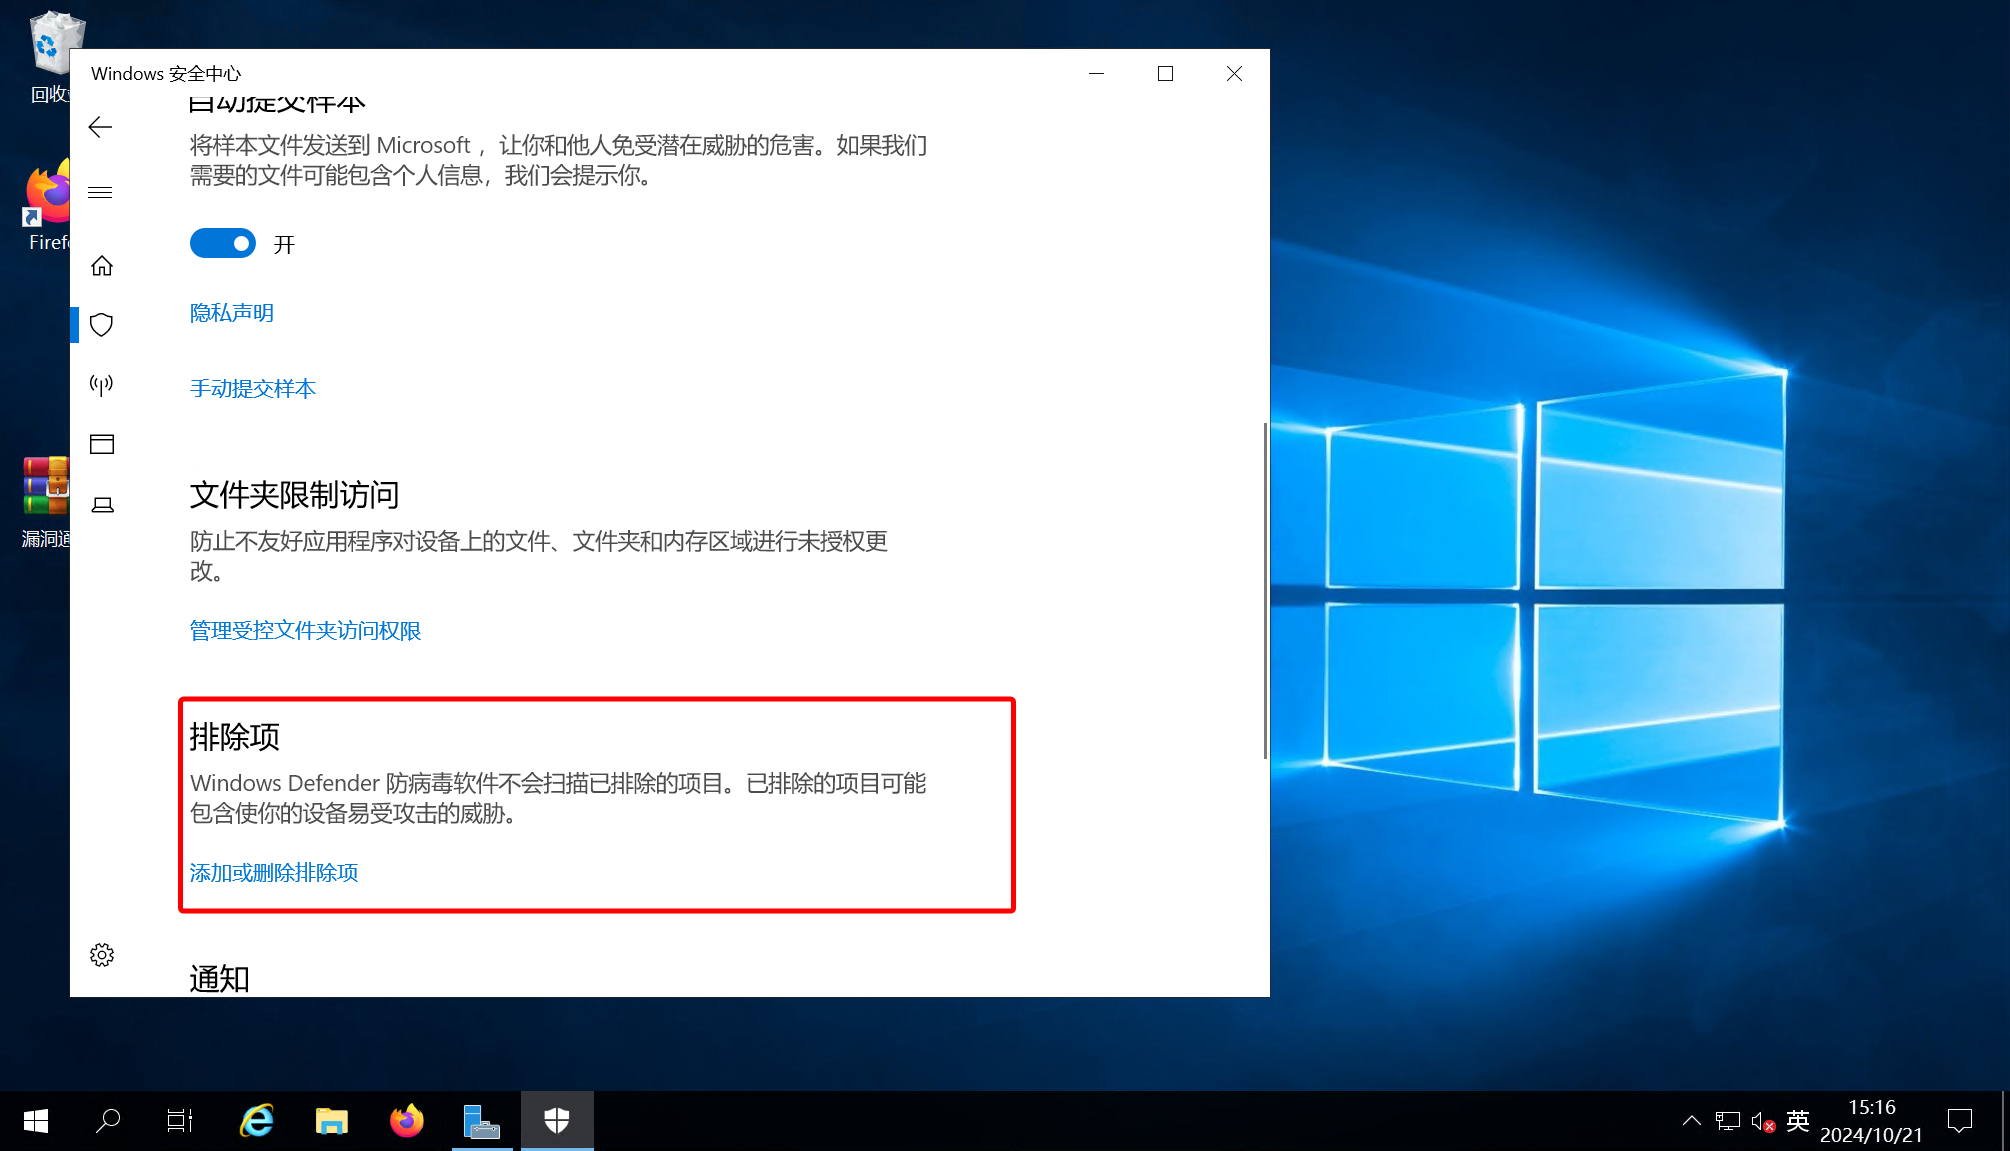 回收
Windows 安全中心
自动提交样本
将样本文件发送到 Microsoft ，让你和他人免受潜在威胁的危害。如果我们
需要的文件可能包含个人信息，我们会提示你。
Firef
开
隐私声明
手动提交样本
文件夹限制访问
漏洞通
防止不友好应用程序对设备上的文件、文件夹和内存区域进行未授权更
改。
管理受控文件夹访问权限
排除项
Windows Defender 防病毒软件不会扫描已排除的项目。已排除的项目可能
包含使你的设备易受攻击的威胁。
添加或删除排除项
通知
英
15:16
2024/10/21